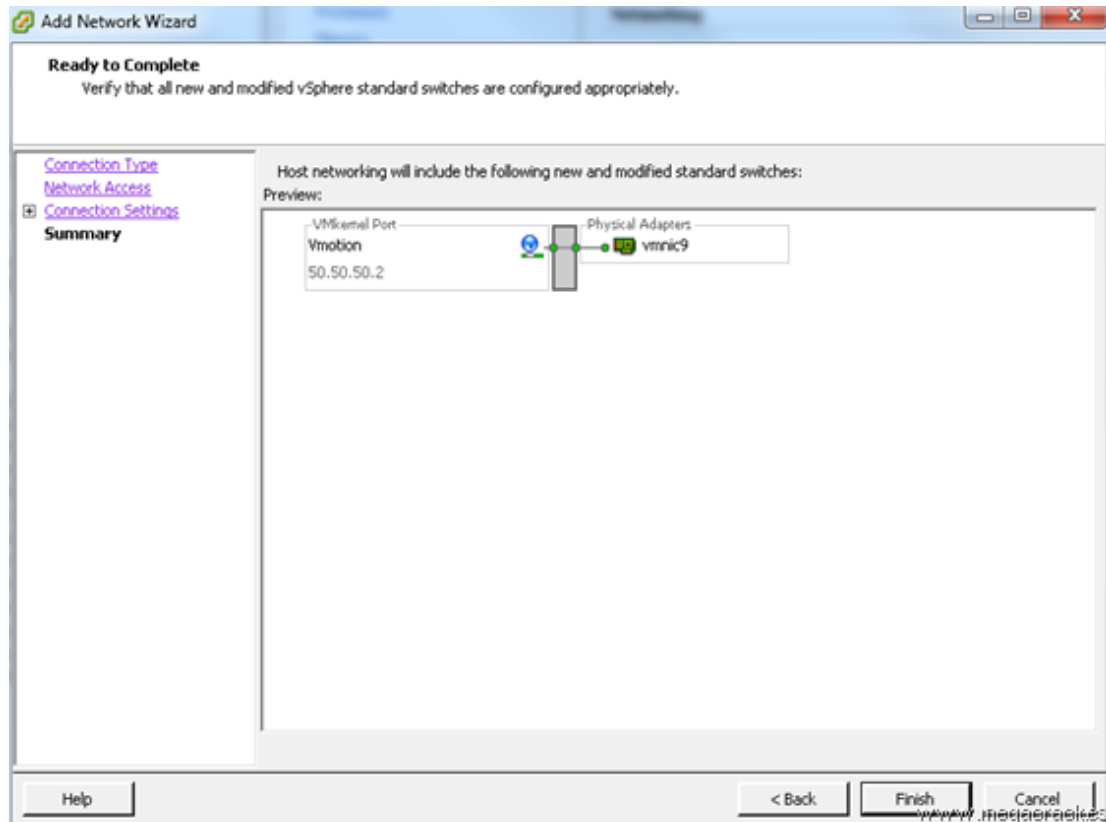 Add Network Wizard
Networking
Ready to Complete
Verify that all new and modified vSphere standard switches are configured appropriately.
Connection Type
Network Access
Connection Settings
Summary
Host networking will include the following new and modified standard switches:
Preview:
VMkernel Port
Physical Adapters
Vmotion
vmnic9
50.50.50.2
Help
< Back
Finish
Cancel